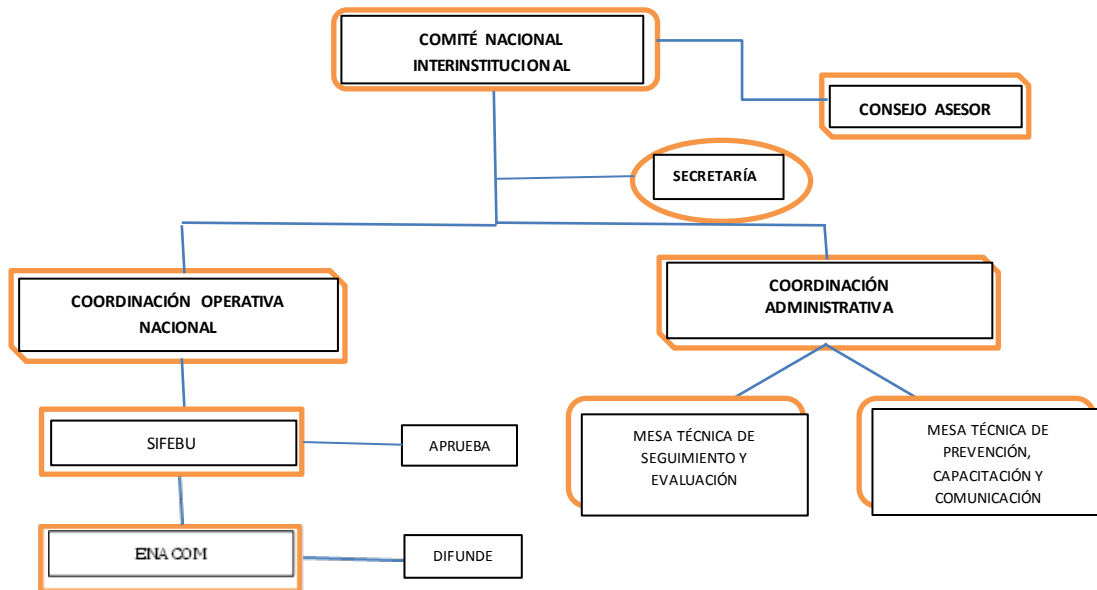 COMITÉ NACIONAL
INTERINSTITUCIONAL
CONSEJO ASESOR
SECRETARÍA
COORDINACIÓN OPERATIVA
NACIONAL
COORDINACIÓN
ADMINISTRATIVA
SIFEBU
APRUEBA
MESA TÉCNICA DE
SEGUIMIENTO Y
EVALUACIÓN
MESA TÉCNICA DE
PREVENCIÓN,
CAPACITACIÓN Y
COMUNICACIÓN
ENACOM
DIFUNDE